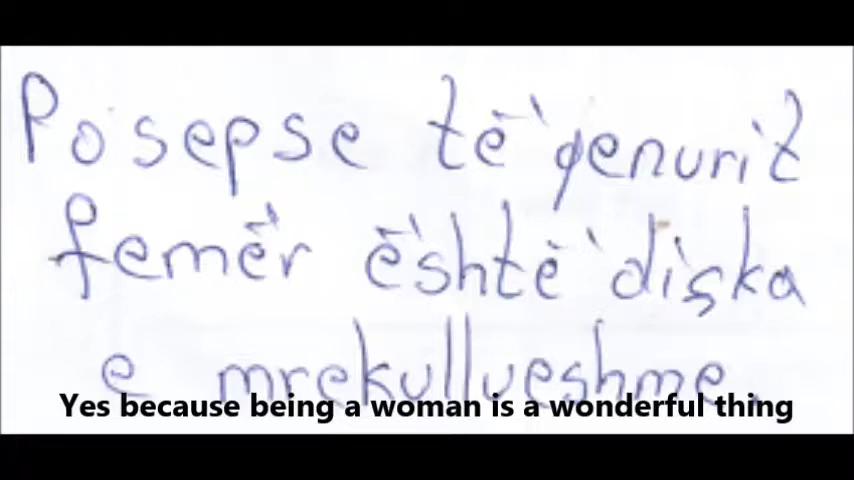 Po sepse të qenurit
femër është diçka
e mrekullueshme.
Yes because being a woman is a wonderful thing